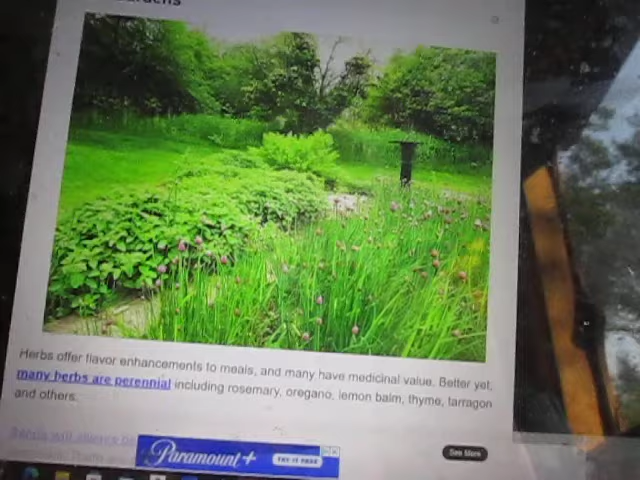 Herbs offer flavor enhancements to meals, and many have medicinal value. Better yet,
many herbs are perennial including rosemary, oregano, lemon balm, thyme, tarragon
and others.
Paramount+
TRY IT FREE
See More